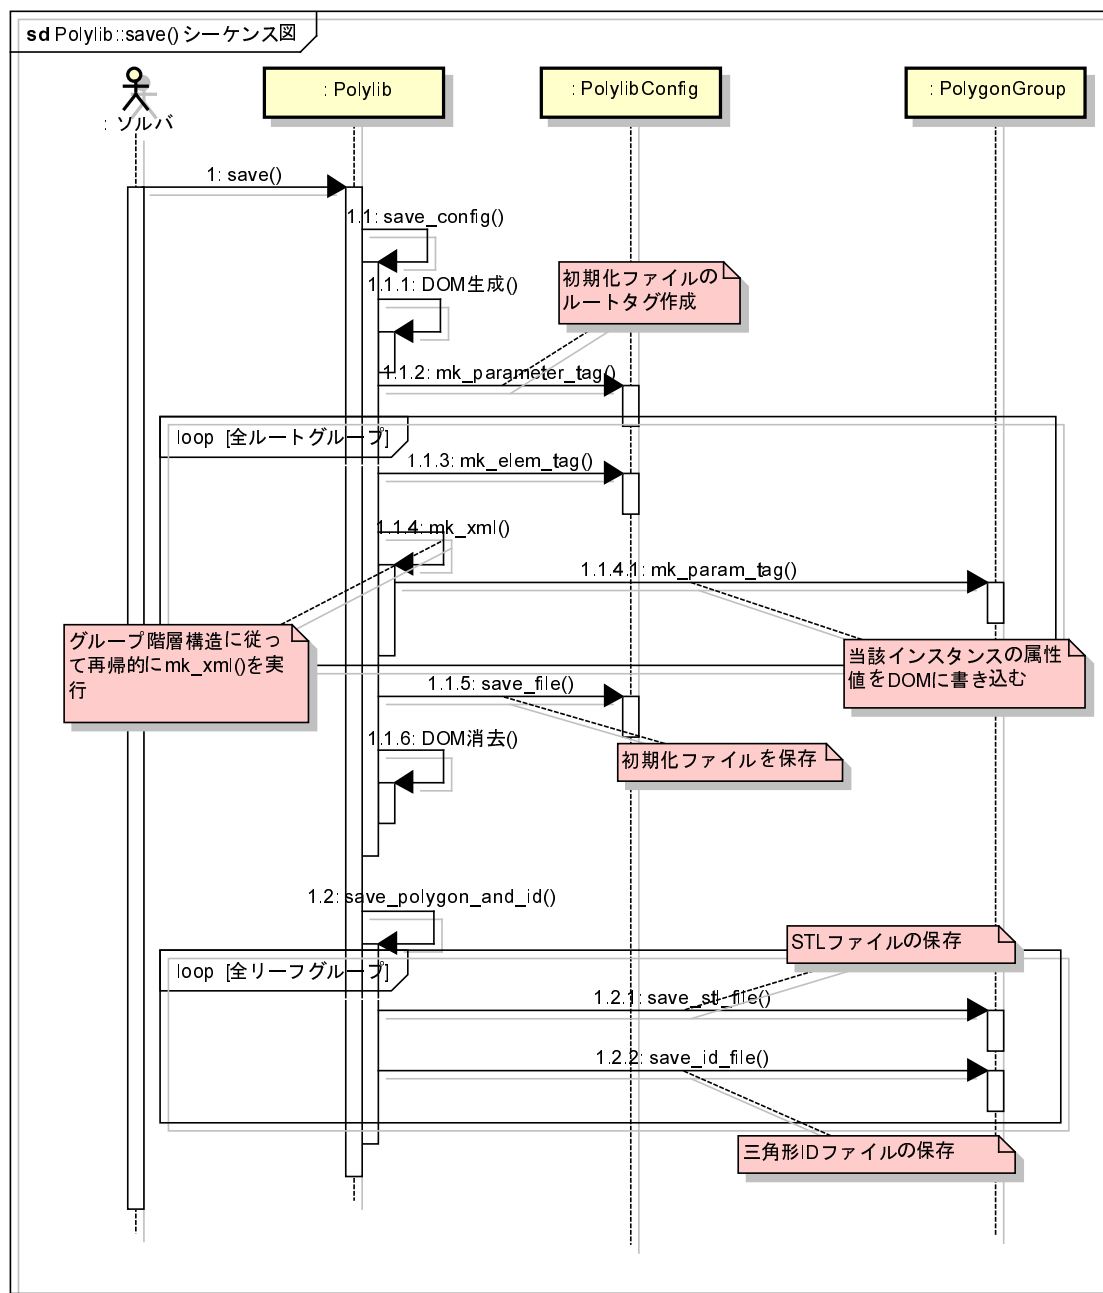 sd Polylib::save() シーケンス図
: ソルバ
: Polylib
: PolylibConfig
: PolygonGroup
1: save()
1.1: save_config()
1.1.1: DOM生成()
初期化ファイルの
ルートタグ作成
1.1.2: mk_parameter_tag()
loop [全ルートグループ]
1.1.3: mk_elem_tag()
1.1.4: mk_xml()
1.1.4.1: mk_param_tag()
グループ階層構造に従っ
て再帰的にmk_xml()を実
行
当該インスタンスの属性
値をDOMに書き込む
1.1.5: save_file()
1.1.6: DOM消去()
初期化ファイルを保存
1.2: save_polygon_and_id()
STLファイルの保存
loop [全リーフグループ]
1.2.1: save_stl_file()
1.2.2: save_id_file()
三角形IDファイルの保存